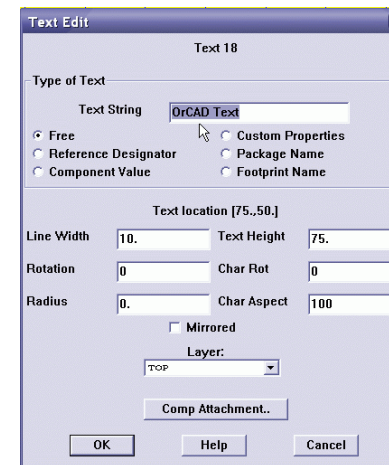 Text Edit
Text 18
Type of Text
Text String OrCAD Text
Free Custom Properties
Reference Designator Package Name
Component Value Footprint Name
Text location [75.,50.]
Line Width 10. Text Height 75.
Rotation 0 Char Rot 0
Radius 0. Char Aspect 100
Mirrored
Layer:
TOP
Comp Attachment..
OK Help Cancel